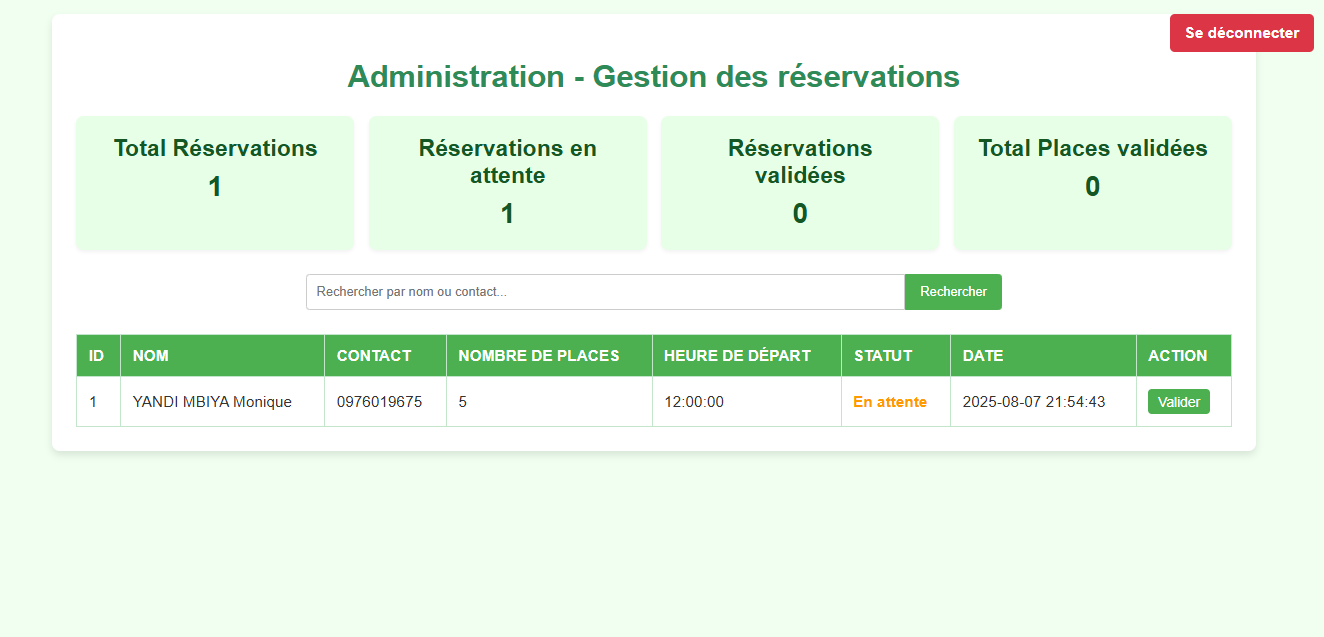 Se déconnecter
Administration - Gestion des réservations
Total Réservations
1
Réservations en
attente
1
Réservations
validées
0
Total Places validées
0
Rechercher par nom ou contact...
Rechercher
ID NOM CONTACT NOMBRE DE PLACES HEURE DE DÉPART STATUT DATE ACTION
1 YANDI MBIYA Monique 0976019675 5 12:00:00 En attente 2025-08-07 21:54:43 Valider